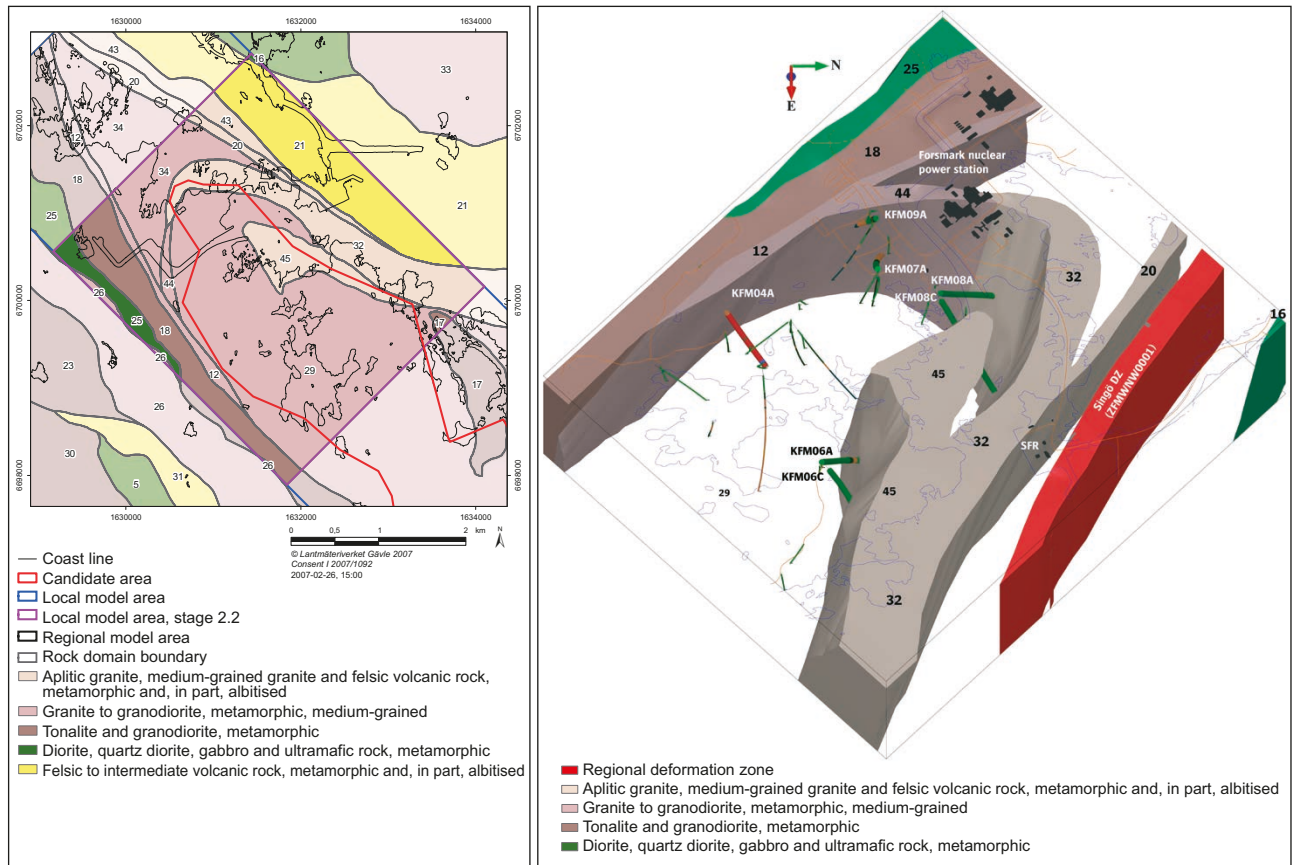 1630000
1632000
1634000
43
16
33
20
34
6702000
6702000
12
43
20
21
34
18
21
25
32
45
6700000
6700000
44
26
17
25
18
23
26
12
29
17
26
30
31
26
5
6698000
6698000
1630000
1632000
1634000
0 0,5 1 2 km
N
© Lantmäteriverket Gävle 2007
Consent I 2007/1092
2007-02-26, 15:00
Coast line
Candidate area
Local model area
Local model area, stage 2.2
Regional model area
Rock domain boundary
Aplitic granite, medium-grained granite and felsic volcanic rock,
metamorphic and, in part, albitised
Granite to granodiorite, metamorphic, medium-grained
Tonalite and granodiorite, metamorphic
Diorite, quartz diorite, gabbro and ultramafic rock, metamorphic
Felsic to intermediate volcanic rock, metamorphic and, in part, albitised
N
E
25
18
Forsmark nuclear
power station
44
KFM09A
12
KFM07A
32
20
KFM08A
KFM08C
KFM04A
16
45
Singö DZ
(ZFMWNW0001)
32
SFR
KFM06A
KFM06C
29
45
32
Regional deformation zone
Aplitic granite, medium-grained granite and felsic volcanic rock, metamorphic and, in part, albitised
Granite to granodiorite, metamorphic, medium-grained
Tonalite and granodiorite, metamorphic
Diorite, quartz diorite, gabbro and ultramafic rock, metamorphic